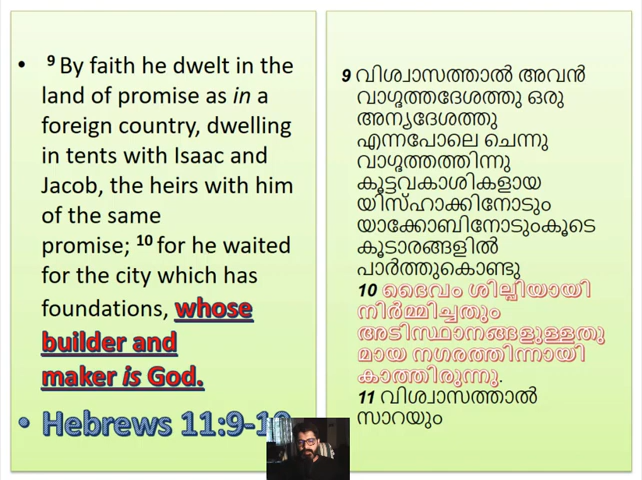 • 9 By faith he dwelt in the
land of promise as in a
foreign country, dwelling
in tents with Isaac and
Jacob, the heirs with him
of the same
promise; 10 for he waited
for the city which has
foundations, whose
builder and
maker is God.
• Hebrews 11:9-10
9 വിശ്വാസത്താൽ അവൻ
വാഗ്ദത്തദേശത്തു ഒരു
അന്യദേശത്തു
എന്നപോലെ ചെന്നു
വാഗ്ദത്തത്തിന്നു
കൂട്ടവകാശികളായ
യിസ്ഹാക്കിനോടും
യാക്കോബിനോടുംകൂടെ
കൂടാരങ്ങളിൽ
പാർത്തുകൊണ്ടു
10 ദൈവം ശില്പിയായി
നിർമ്മിച്ചതും
അടിസ്ഥാനങ്ങളുള്ളതു
മായ നഗരത്തിന്നായി
കാത്തിരുന്നു.
11 വിശ്വാസത്താൽ
സാറയും